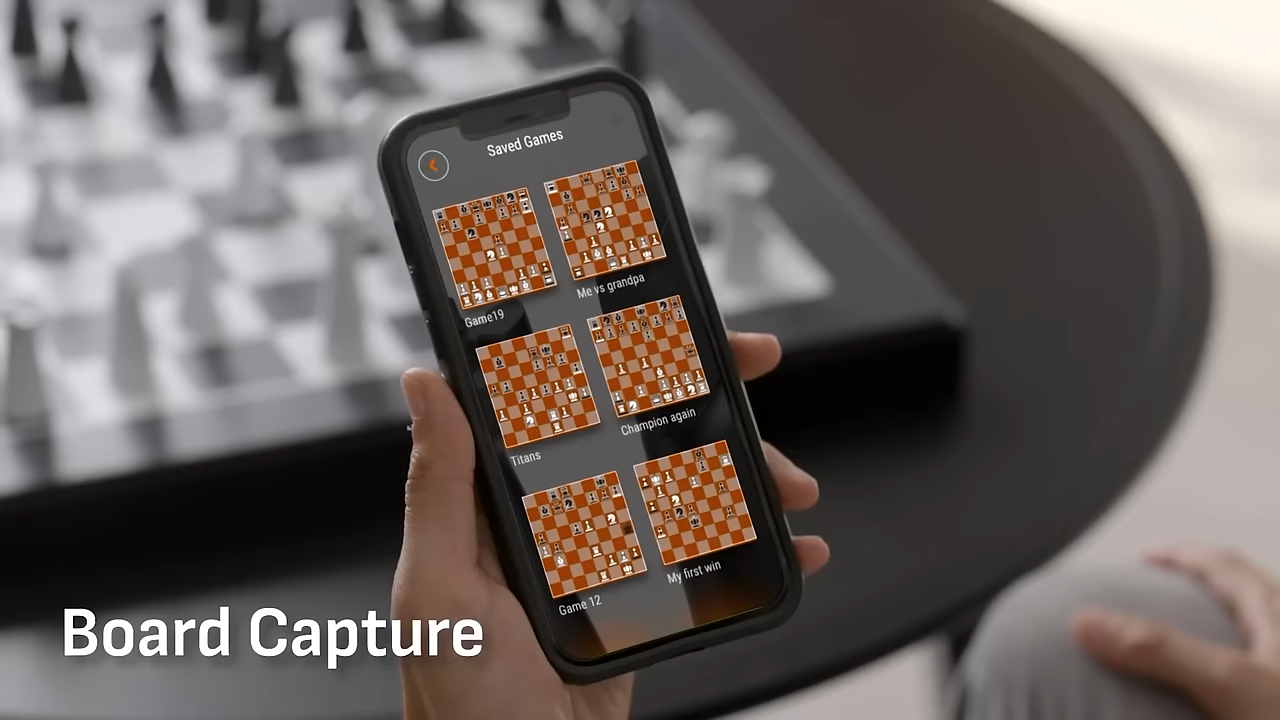 Saved Games
Game19
Me vs grandpa
Titans
Champion again
Game 12
My first win
Board Capture